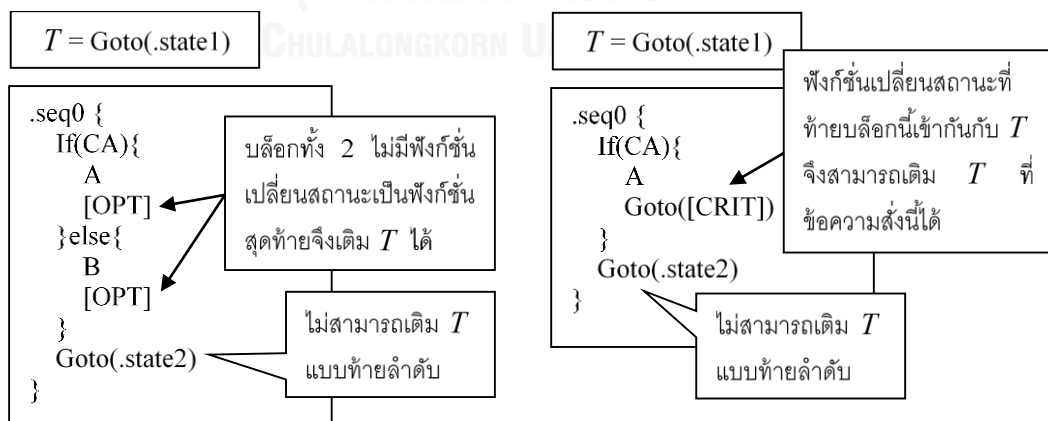 T = Goto(.state1)
.seq0 {
If(CA){
A
[OPT]
}else{
B
[OPT]
}
Goto(.state2)
}
บล็อกทั้ง 2 ไม่มีฟังก์ชั่น
เปลี่ยนสถานะเป็นฟังก์ชั่น
สุดท้ายจึงเติม T ได้
ไม่สามารถเติม T
แบบท้ายลำดับ
CHULALONGKORN
T = Goto(.state1)
.seq0 {
If(CA){
A
Goto([CRIT])
}
Goto(.state2)
}
ฟังก์ชั่นเปลี่ยนสถานะที่
ท้ายบล็อกนี้เข้ากันกับ T
จึงสามารถเติม T ที่
ข้อความสั่งนี้ได้
ไม่สามารถเติม T
แบบท้ายลำดับ